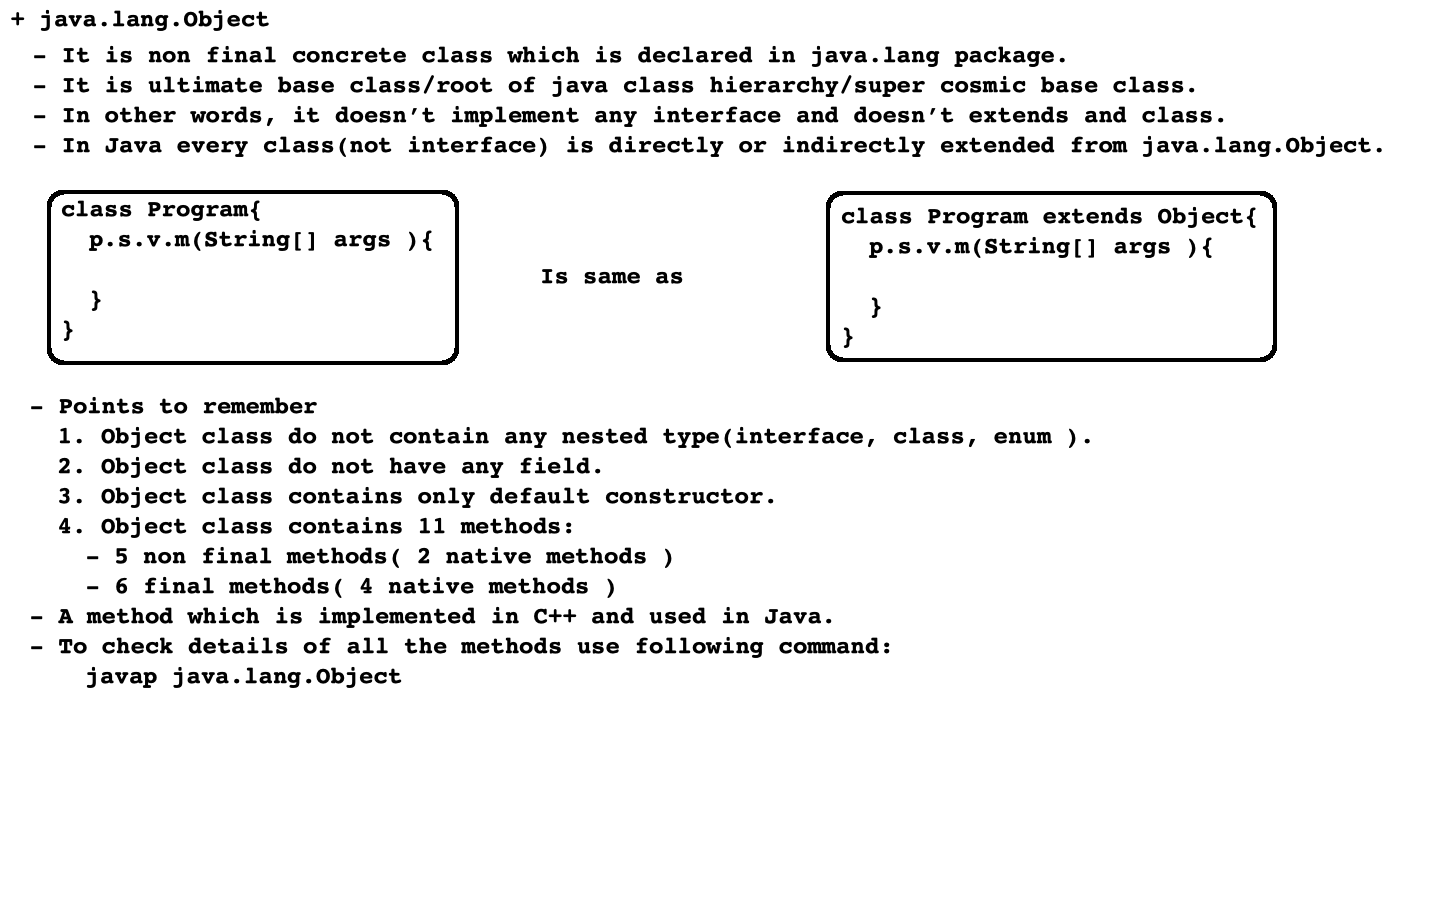 + java.lang.Object
– It is non final concrete class which is declared in java.lang package.
– It is ultimate base class/root of java class hierarchy/super cosmic base class.
– In other words, it doesn’t implement any interface and doesn’t extends and class.
– In Java every class(not interface) is directly or indirectly extended from java.lang.Object.
class Program{
p.s.v.m(String[] args ){
}
}
Is same as
class Program extends Object{
p.s.v.m(String[] args ){
}
}
– Points to remember
1. Object class do not contain any nested type(interface, class, enum ).
2. Object class do not have any field.
3. Object class contains only default constructor.
4. Object class contains 11 methods:
– 5 non final methods( 2 native methods )
– 6 final methods( 4 native methods )
– A method which is implemented in C++ and used in Java.
– To check details of all the methods use following command:
javap java.lang.Object